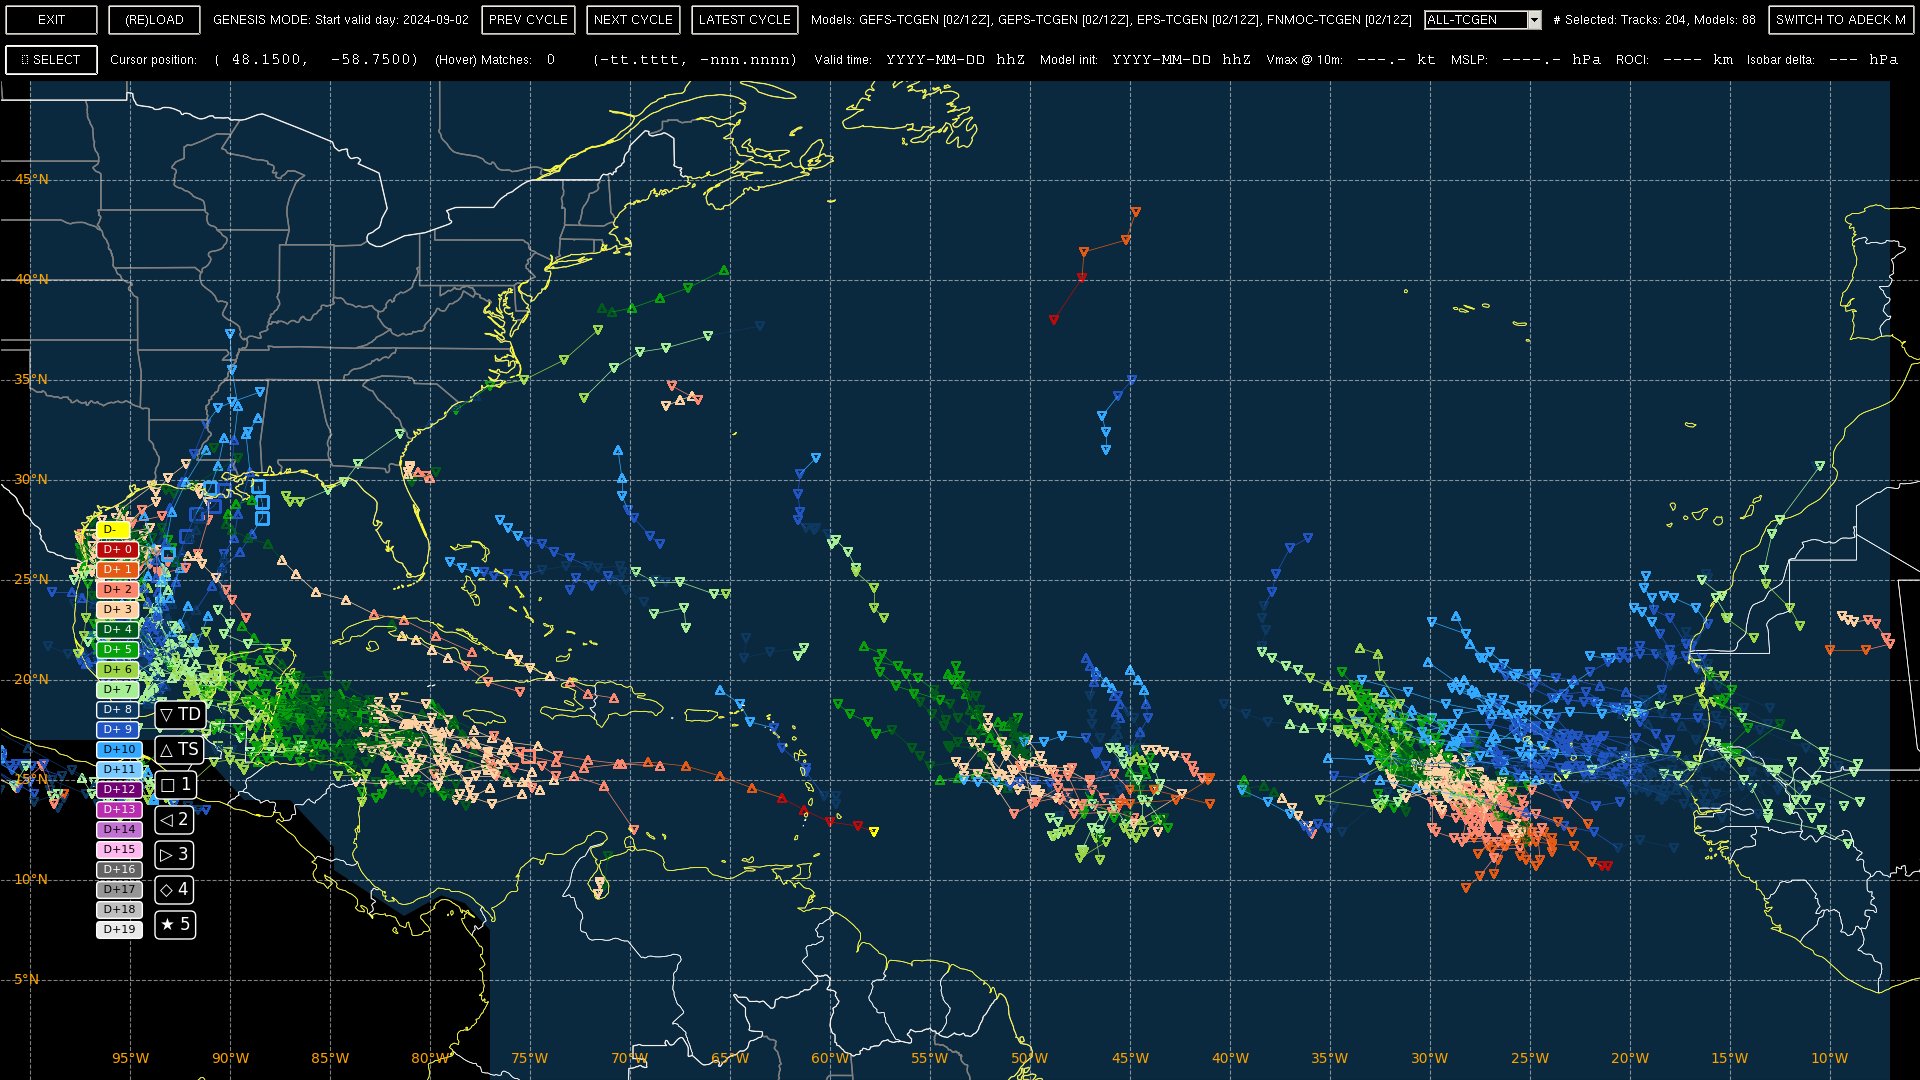 EXIT (RE)LOAD GENESIS MODE: Start valid day: 2024-09-02 PREV CYCLE NEXT CYCLE LATEST CYCLE Models: GEFS-TCGEN [02/12Z], GEPS-TCGEN [02/12Z], EPS-TCGEN [02/12Z], FNMOC-TCGEN [02/12Z] ALL-TCGEN # Selected: Tracks: 204, Models: 88 SWITCH TO ADECK M
SELECT Cursor position: ( 48.1500, -58.7500) (Hover) Matches: 0 (-tt.tttt, -nnn.nnnn) Valid time: YYYY-MM-DD hhZ Model init: YYYY-MM-DD hhZ Vmax @ 10m: ---.- kt MSLP: ----.- hPa ROCI: ---- km Isobar delta: --- hPa
45°N
40°N
35°N
30°N
25°N
20°N
15°N
10°N
5°N
D-
D+ 0
D+ 1
D+ 2
D+ 3
D+ 4
D+ 5
D+ 6
D+ 7
D+ 8
D+ 9
D+10
D+11
D+12
D+13
D+14
D+15
D+16
D+17
D+18
D+19
▽ TD
△ TS
□ 1
◁ 2
▷ 3
◇ 4
★ 5
95°W 90°W 85°W 80°W 75°W 70°W 65°W 60°W 55°W 50°W 45°W 40°W 35°W 30°W 25°W 20°W 15°W 10°W